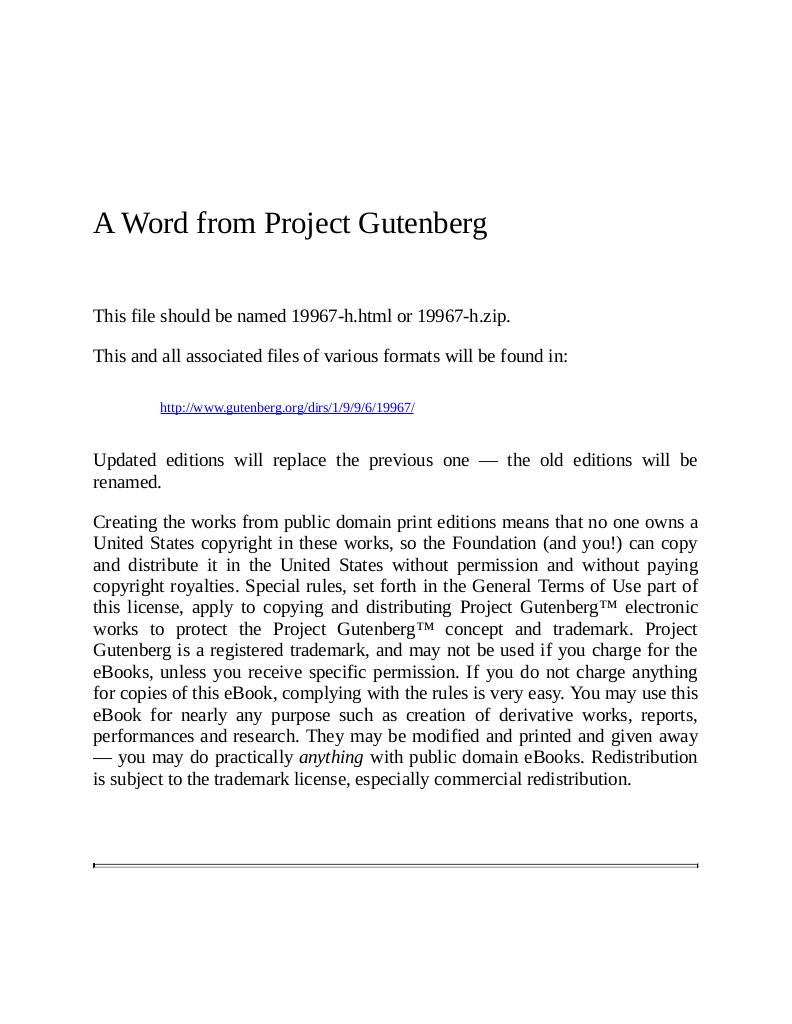 A Word from Project Gutenberg
This file should be named 19967-h.html or 19967-h.zip.
This and all associated files of various formats will be found in:
http://www.gutenberg.org/dirs/1/9/9/6/19967/
Updated editions will replace the previous one — the old editions will be
renamed.
Creating the works from public domain print editions means that no one owns a
United States copyright in these works, so the Foundation (and you!) can copy
and distribute it in the United States without permission and without paying
copyright royalties. Special rules, set forth in the General Terms of Use part of
this license, apply to copying and distributing Project Gutenberg™ electronic
works to protect the Project Gutenberg™ concept and trademark. Project
Gutenberg is a registered trademark, and may not be used if you charge for the
eBooks, unless you receive specific permission. If you do not charge anything
for copies of this eBook, complying with the rules is very easy. You may use this
eBook for nearly any purpose such as creation of derivative works, reports,
performances and research. They may be modified and printed and given away
— you may do practically anything with public domain eBooks. Redistribution
is subject to the trademark license, especially commercial redistribution.